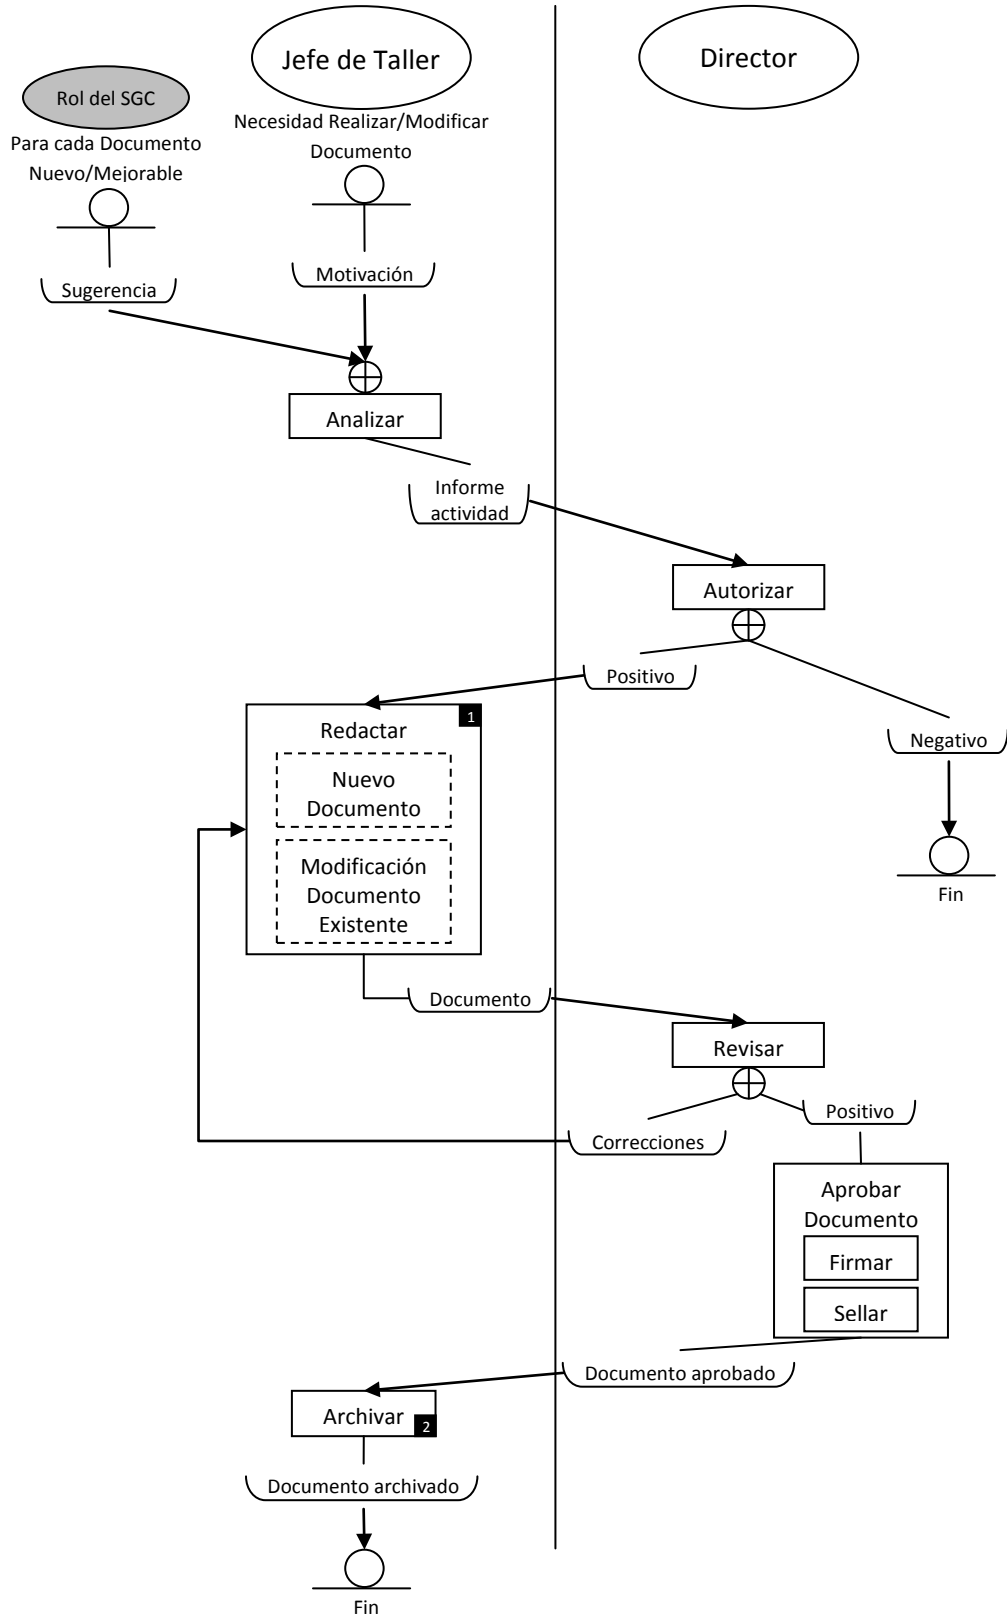 Jefe de Taller
Director
Rol del SGC
Para cada Documento
Nuevo/Mejorable
Necesidad Realizar/Modificar
Documento
Sugerencia
Motivación
Analizar
Informe
actividad
Autorizar
Positivo
Negativo
Fin
1
Redactar
Nuevo
Documento
Modificación
Documento
Existente
Documento
Revisar
Correcciones
Positivo
Aprobar
Documento
Firmar
Sellar
Documento aprobado
Archivar
2
Documento archivado
Fin